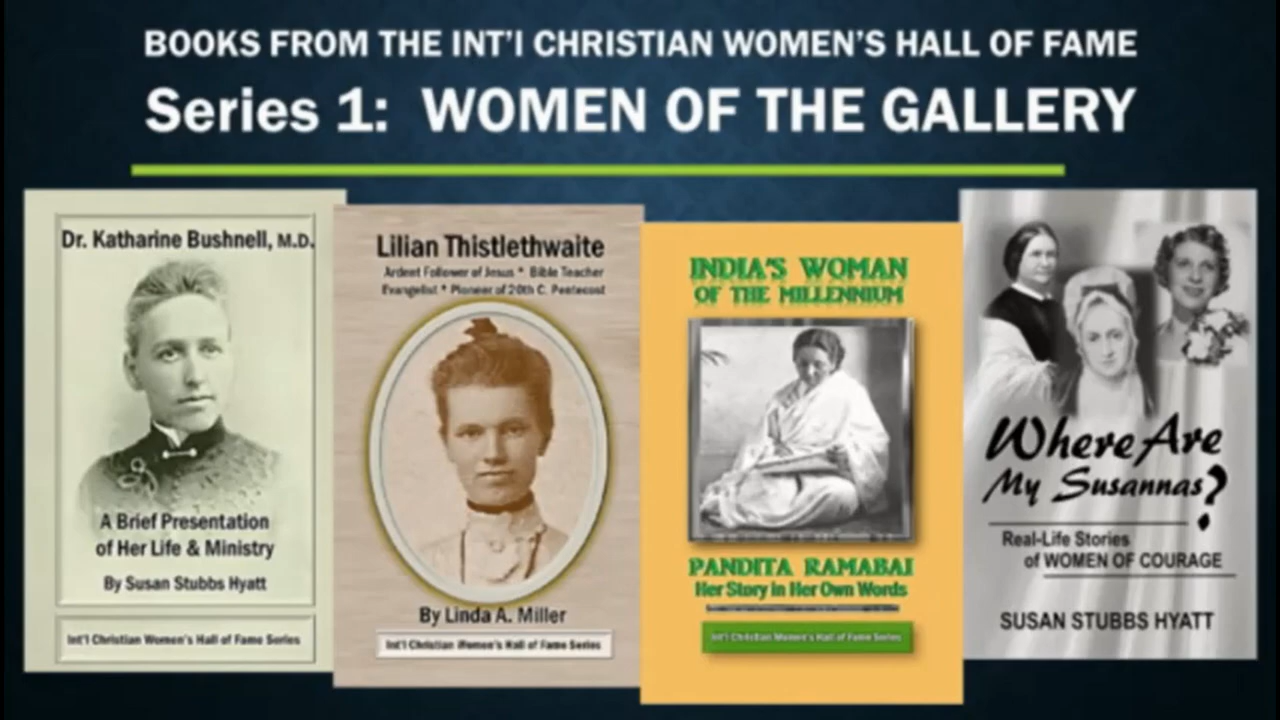 BOOKS FROM THE INT'l CHRISTIAN WOMEN'S HALL OF FAME
Series 1: WOMEN OF THE GALLERY
Dr. Katharine Bushnell, M.D.
A Brief Presentation
of Her Life & Ministry
By Susan Stubbs Hyatt
Int'l Christian Women's Hall of Fame Series
Lilian Thistlethwaite
Ardent Follower of Jesus * Bible Teacher
Evangelist * Pioneer of 20th C. Pentecost
By Linda A. Miller
Int'l Christian Women's Hall of Fame Series
INDIA'S WOMAN
OF THE MILLENNIUM
PANDITA RAMABAI
Her Story in Her Own Words
Int'l Christian Women's Hall of Fame Series
Where Are
My Susannas?
Real-Life Stories
of WOMEN OF COURAGE
SUSAN STUBBS HYATT